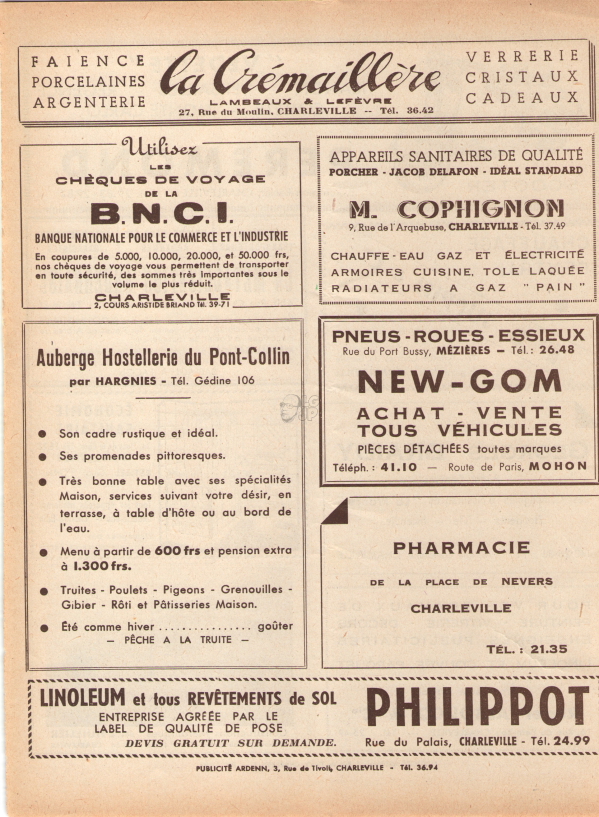 FAIENCE
PORCELAINES
ARGENTERIE
la Crémaillère
LAMBEAUX & LEFÈVRE
27, Rue du Moulin, CHARLEVILLE -- Tél. 36.42
VERRERIE
CRISTAUX
CADEAUX
Utilisez
LES
CHÈQUES DE VOYAGE
DE LA
B.N.C.I.
BANQUE NATIONALE POUR LE COMMERCE ET L'INDUSTRIE
En coupures de 5.000, 10.000, 20.000, et 50.000 frs,
nos chèques de voyage vous permettent de transporter
en toute sécurité, des sommes très importantes sous le
volume le plus réduit.
CHARLEVILLE
2, COURS ARISTIDE BRIAND Tél. 39-71
APPAREILS SANITAIRES DE QUALITÉ
PORCHER - JACOB DELAFON - IDÉAL STANDARD
M. COPHIGNON
9, Rue de l'Arquebuse, CHARLEVILLE - Tél. 37.49
CHAUFFE-EAU GAZ ET ÉLECTRICITÉ
ARMOIRES CUISINE, TOLE LAQUÉE
RADIATEURS A GAZ " PAIN "
Auberge Hostellerie du Pont-Collin
par HARGNIES - Tél. Gédine 106
● Son cadre rustique et idéal.
● Ses promenades pittoresques.
● Très bonne table avec ses spécialités
Maison, services suivant votre désir, en
terrasse, à table d'hôte ou au bord de
l'eau.
● Menu à partir de 600 frs et pension extra
à 1.300 frs.
● Truites - Poulets - Pigeons - Grenouilles -
Gibier - Rôti et Pâtisseries Maison.
● Été comme hiver ................ goûter
— PÊCHE A LA TRUITE —
PNEUS - ROUES - ESSIEUX
Rue du Port Bussy, MÉZIÈRES — Tél.: 26.48
NEW-GOM
ACHAT - VENTE
TOUS VÉHICULES
PIÈCES DÉTACHÉES toutes marques
Téléph. : 41.10 — Route de Paris, MOHON
PHARMACIE
DE LA PLACE DE NEVERS
CHARLEVILLE
TÉL. : 21.35
LINOLEUM et tous REVÊTEMENTS de SOL
ENTREPRISE AGRÉÉE PAR LE
LABEL DE QUALITÉ DE POSE
DEVIS GRATUIT SUR DEMANDE.
PHILIPPOT
Rue du Palais, CHARLEVILLE - Tél. 24.99
PUBLICITÉ ARDENN, 3, Rue de Tivoli, CHARLEVILLE - Tél. 36.94